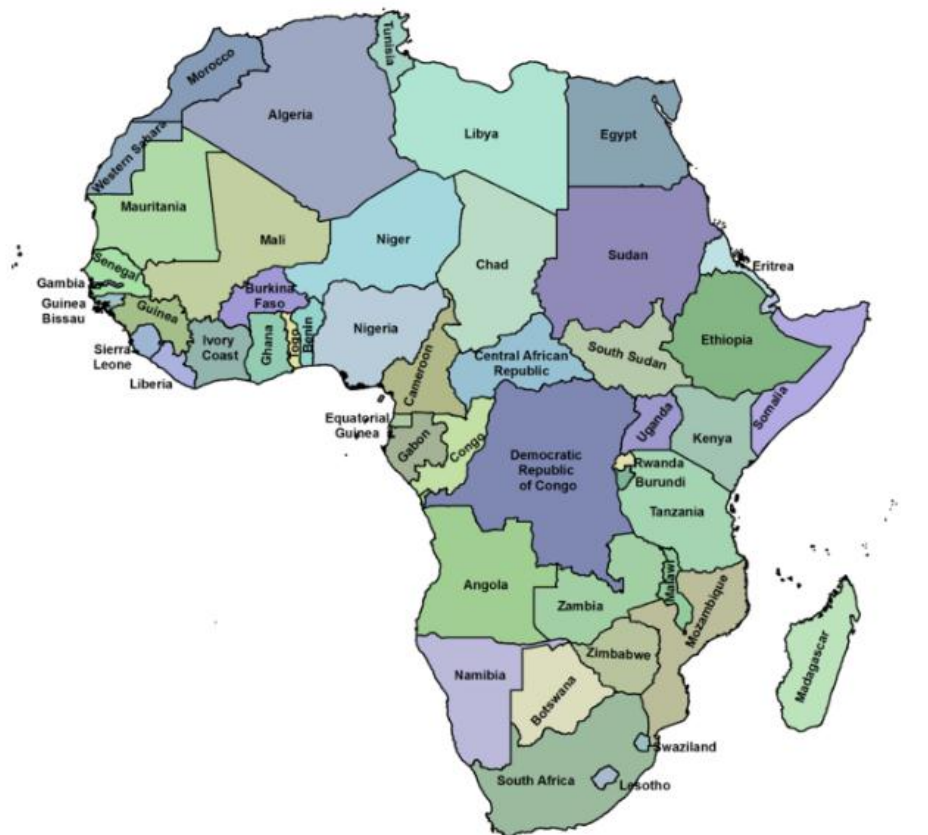 Tunisia
Morocco
Algeria
Libya
Egypt
Western Sahara
Mauritania
Mali
Niger
Chad
Sudan
Eritrea
Senegal
Gambia
Guinea
Bissau
Guinea
Burkina
Faso
Sierra
Leone
Liberia
Ivory
Coast
Ghana
Togo
Benin
Nigeria
Cameroon
Central African
Republic
South Sudan
Ethiopia
Somalia
Equatorial
Guinea
Gabon
Congo
Democratic
Republic
of Congo
Uganda
Kenya
Rwanda
Burundi
Tanzania
Angola
Zambia
Malawi
Mozambique
Madagascar
Namibia
Botswana
Zimbabwe
Swaziland
South Africa
Lesotho